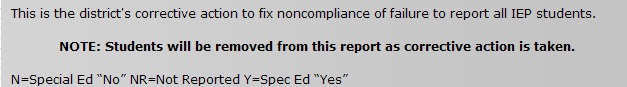 This is the district's corrective action to fix noncompliance of failure to report all IEP students.
NOTE: Students will be removed from this report as corrective action is taken.
N=Special Ed “No” NR=Not Reported Y=Spec Ed “Yes”